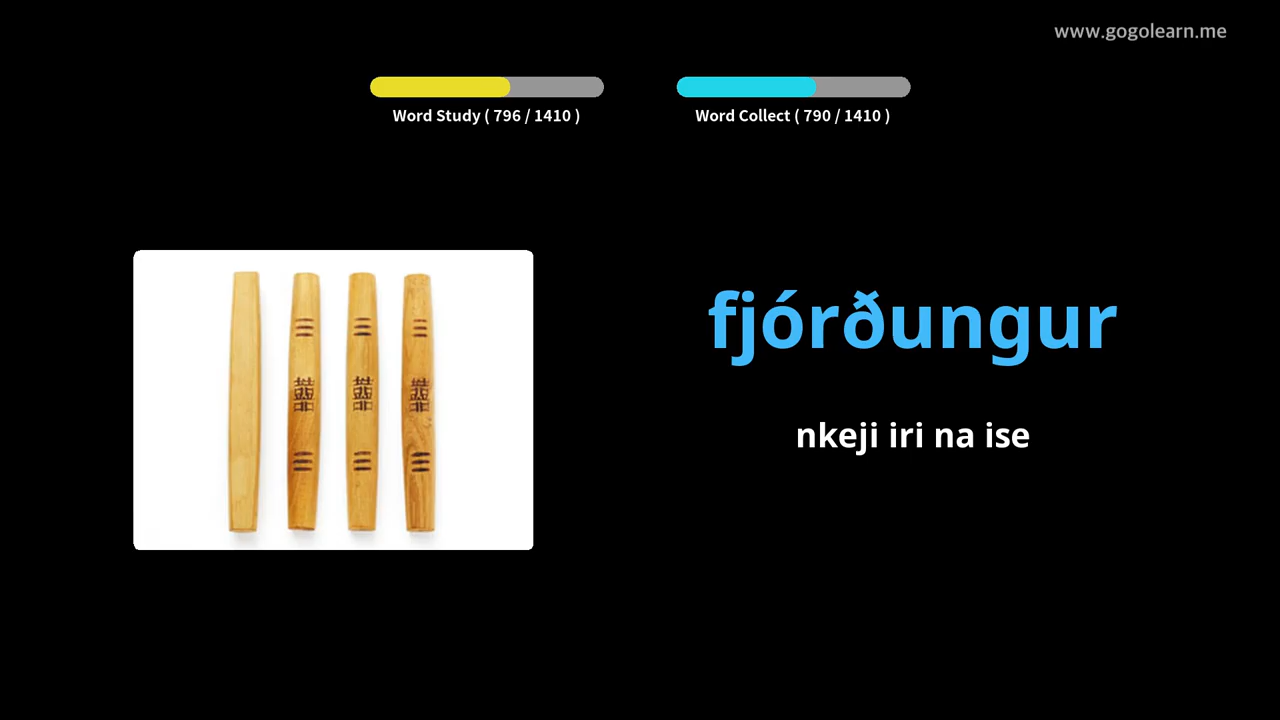 www.gogolearn.me
Word Study ( 796 / 1410 )
Word Collect ( 790 / 1410 )
fjórðungur
nkeji iri na ise